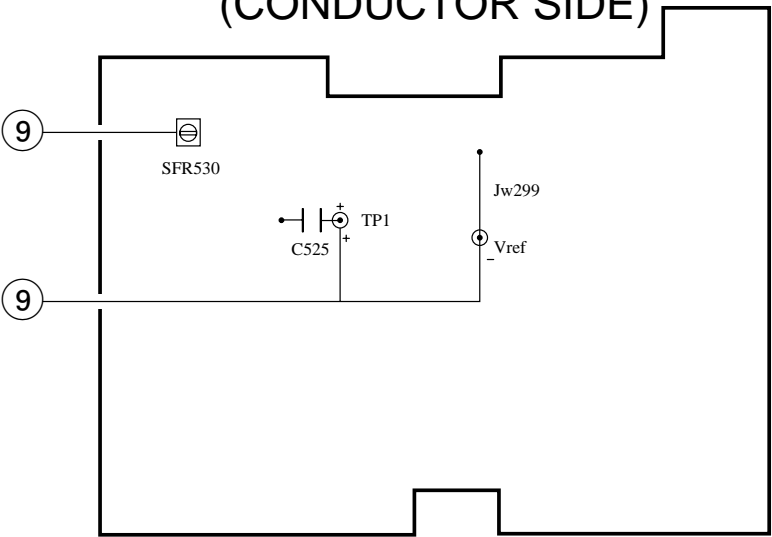 (CONDUCTOR SIDE)
9
SFR530
Jw299
+
TP1
C525
+
Vref
–
9